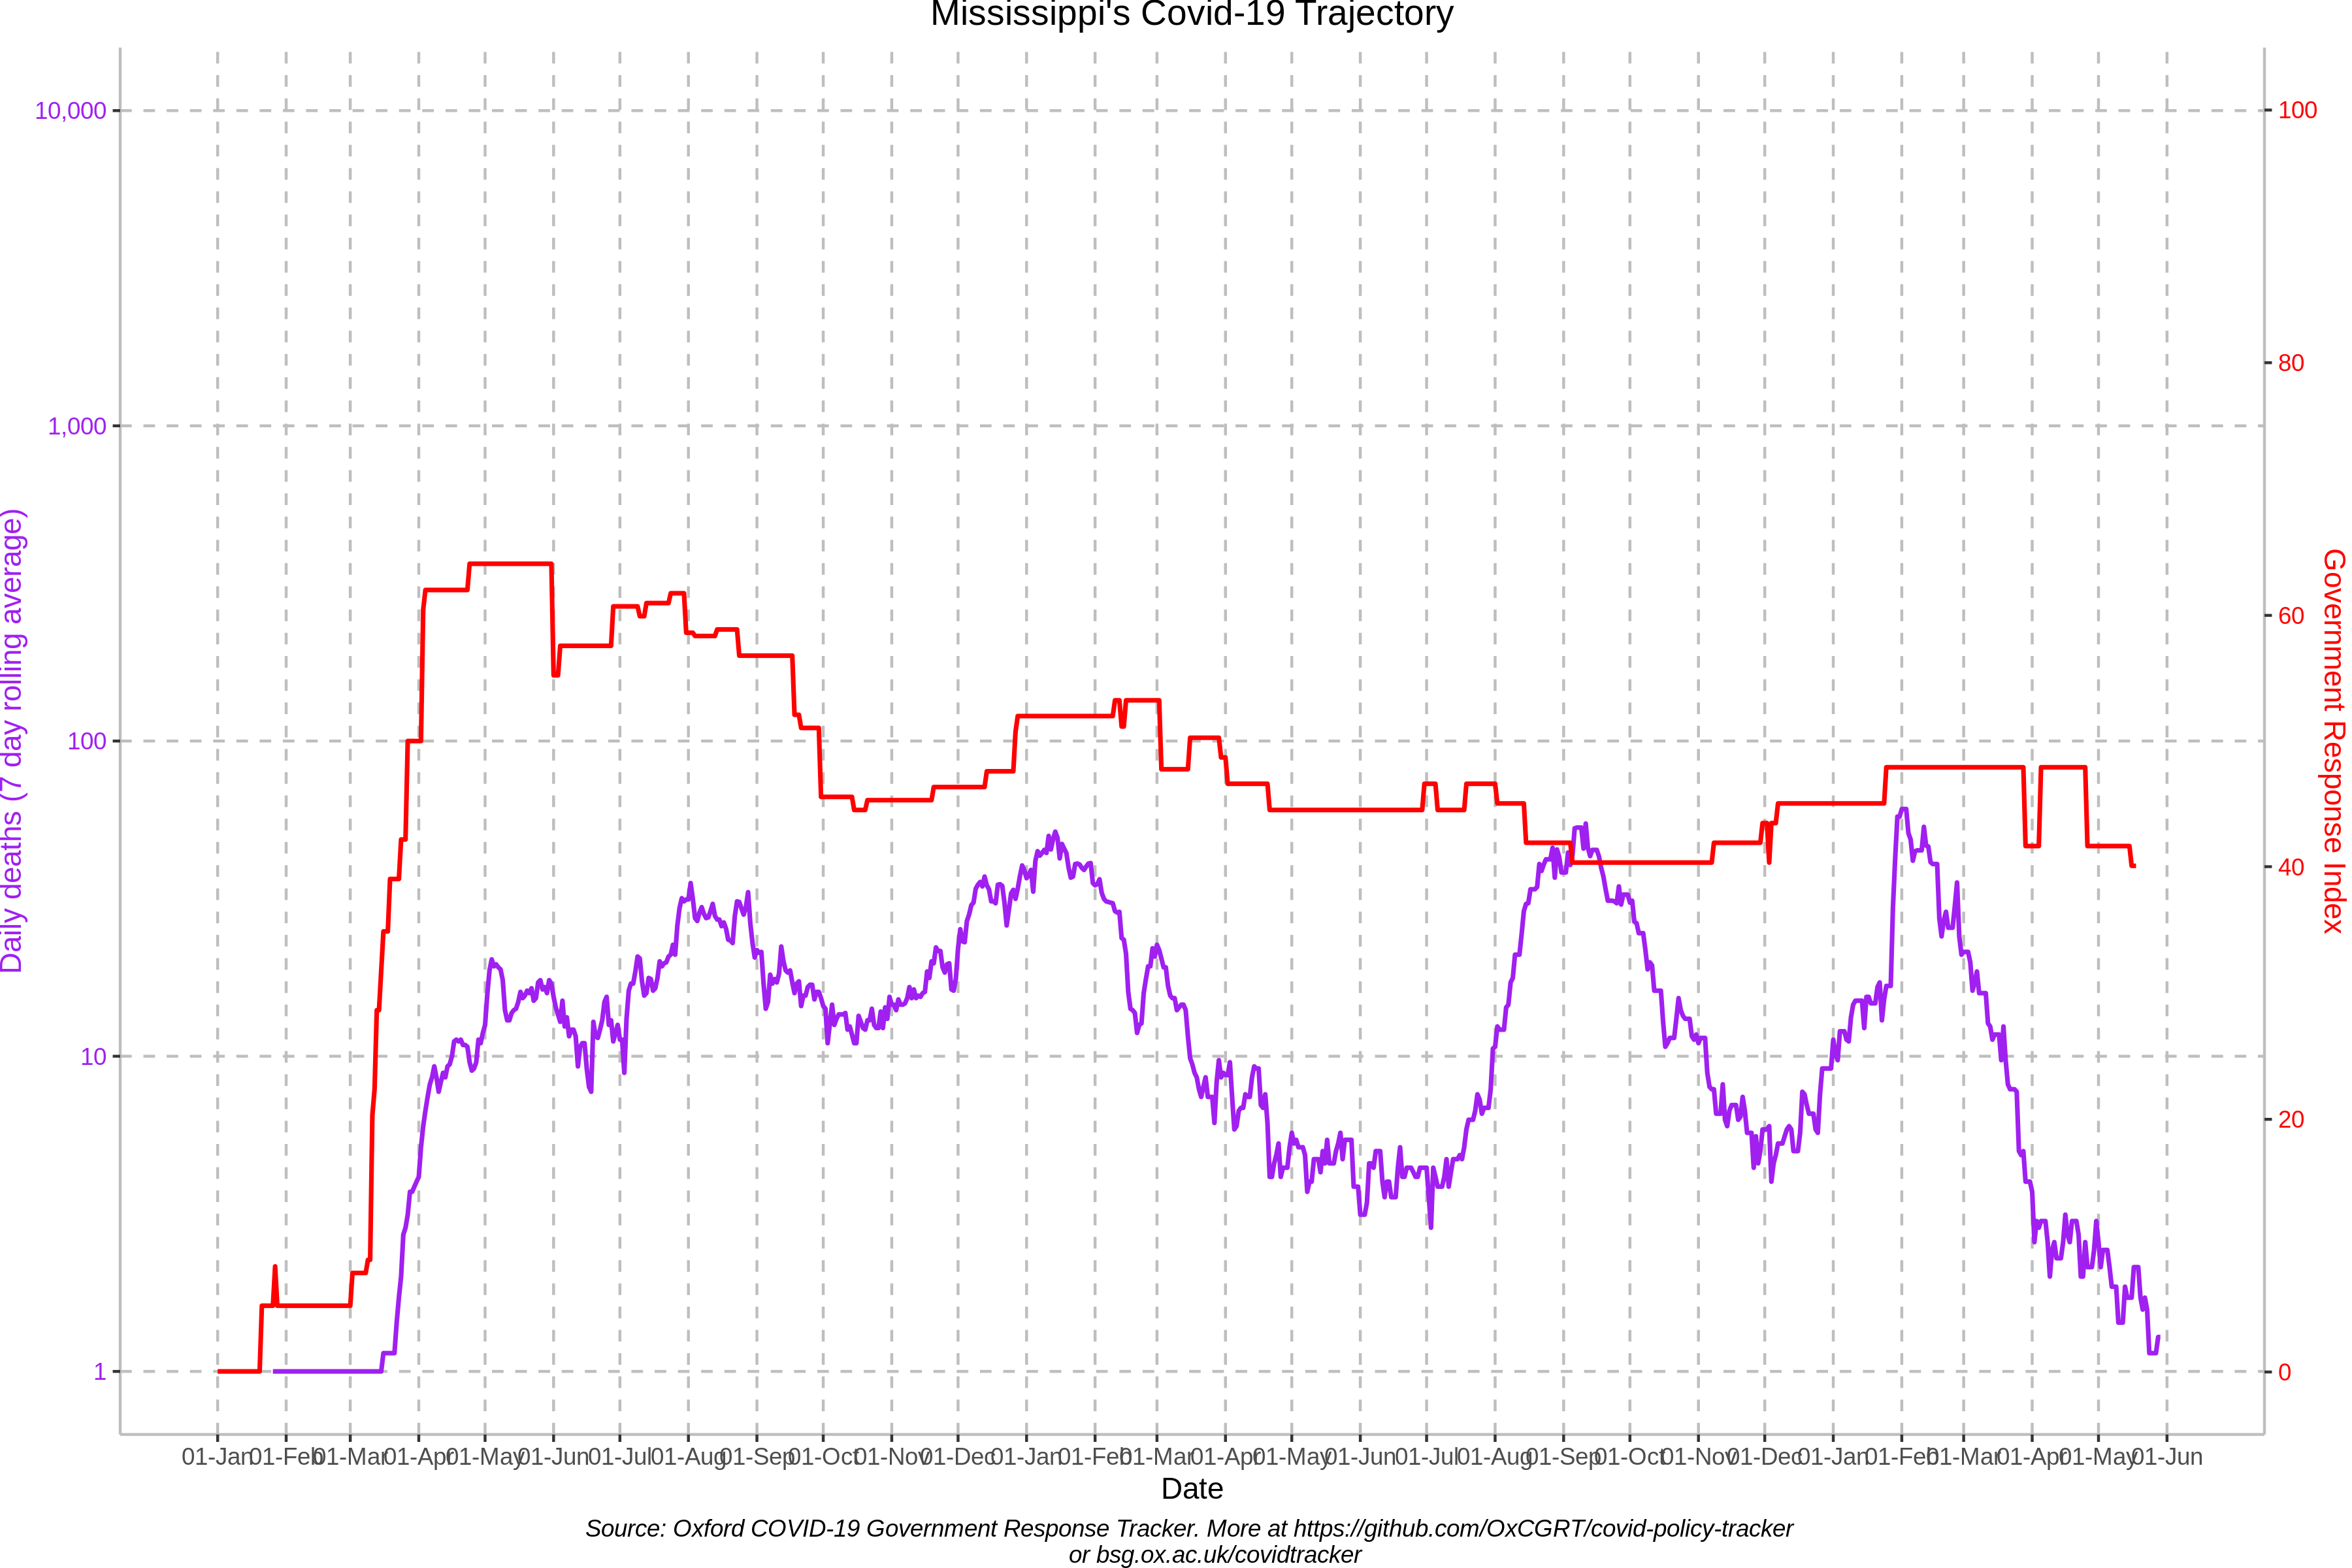 Mississippi's Covid-19 Trajectory
Daily deaths (7 day rolling average)
10,000
1,000
100
10
1
100
80
60
40
20
0
Government Response Index
01-Jan 01-Feb 01-Mar 01-Apr 01-May 01-Jun 01-Jul 01-Aug 01-Sep 01-Oct 01-Nov 01-Dec 01-Jan 01-Feb 01-Mar 01-Apr 01-May 01-Jun 01-Jul 01-Aug 01-Sep 01-Oct 01-Nov 01-Dec 01-Jan 01-Feb 01-Mar 01-Apr 01-May 01-Jun
Date
Source: Oxford COVID-19 Government Response Tracker. More at https://github.com/OxCGRT/covid-policy-tracker
or bsg.ox.ac.uk/covidtracker